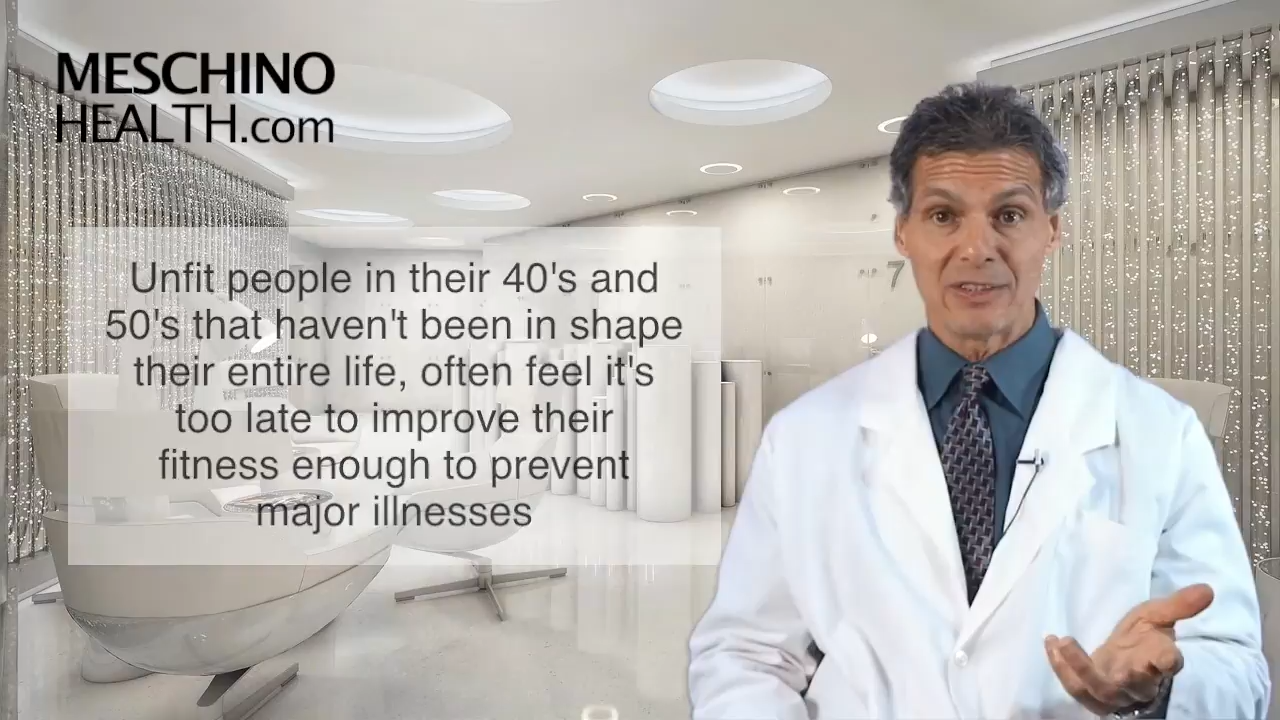 MESCHINO
HEALTH.com
7
Unfit people in their 40's and
50's that haven't been in shape
their entire life, often feel it's
too late to improve their
fitness enough to prevent
major illnesses